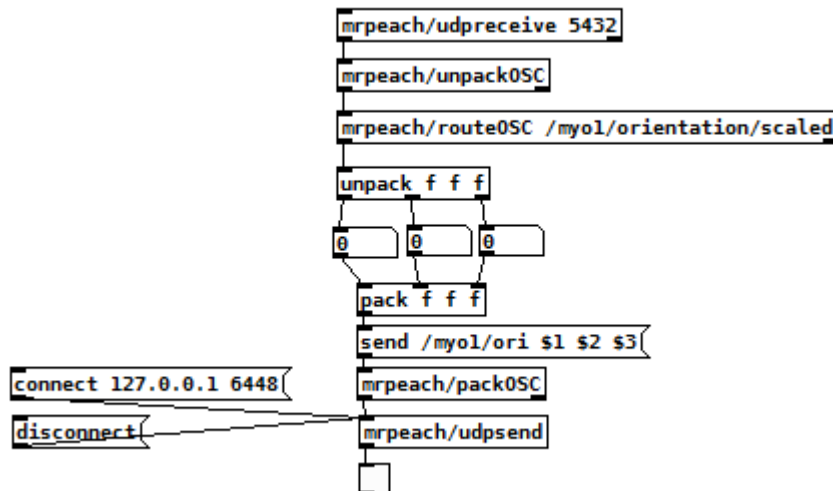 mrpeach/udpreceive 5432
mrpeach/unpackOSC
mrpeach/routeOSC /myo1/orientation/scaled
unpack f f f
0 0 0
pack f f f
send /myo1/ori $1 $2 $3
connect 127.0.0.1 6448
mrpeach/packOSC
disconnect
mrpeach/udpsend